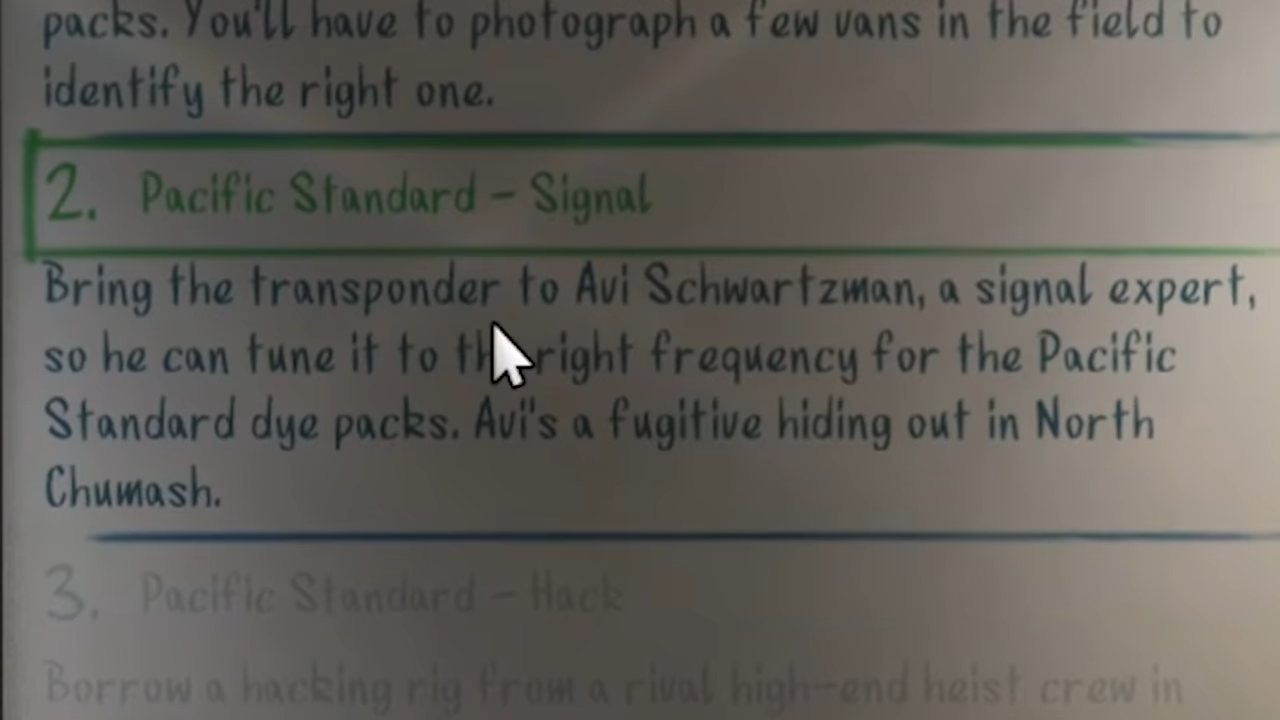 packs. You'll have to photograph a few vans in the field to
identify the right one.
2. Pacific Standard - Signal
Bring the transponder to Avi Schwartzman, a signal expert,
so he can tune it to the right frequency for the Pacific
Standard dye packs. Avi's a fugitive hiding out in North
Chumash.
3. Pacific Standard - Hack
Borrow a hacking rig from a rival high-end heist crew in